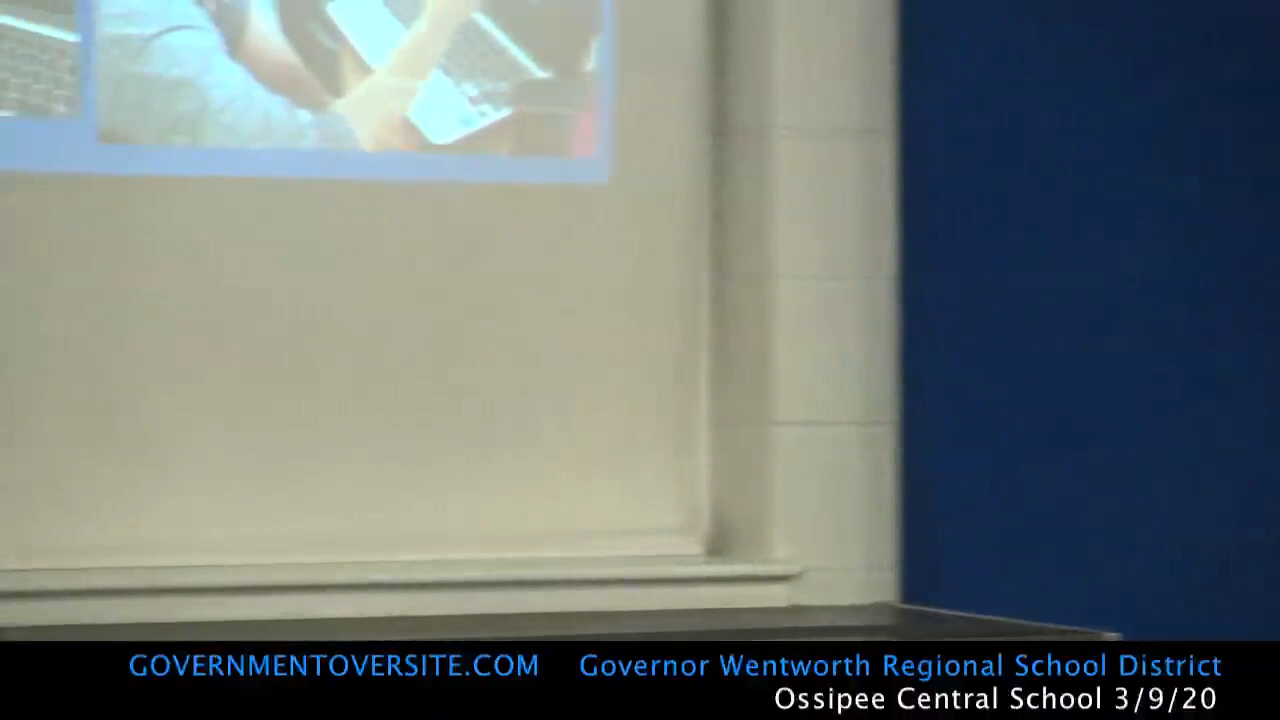 GOVERNMENTOVERSITE.COM Governor Wentworth Regional School District
Ossipee Central School 3/9/20